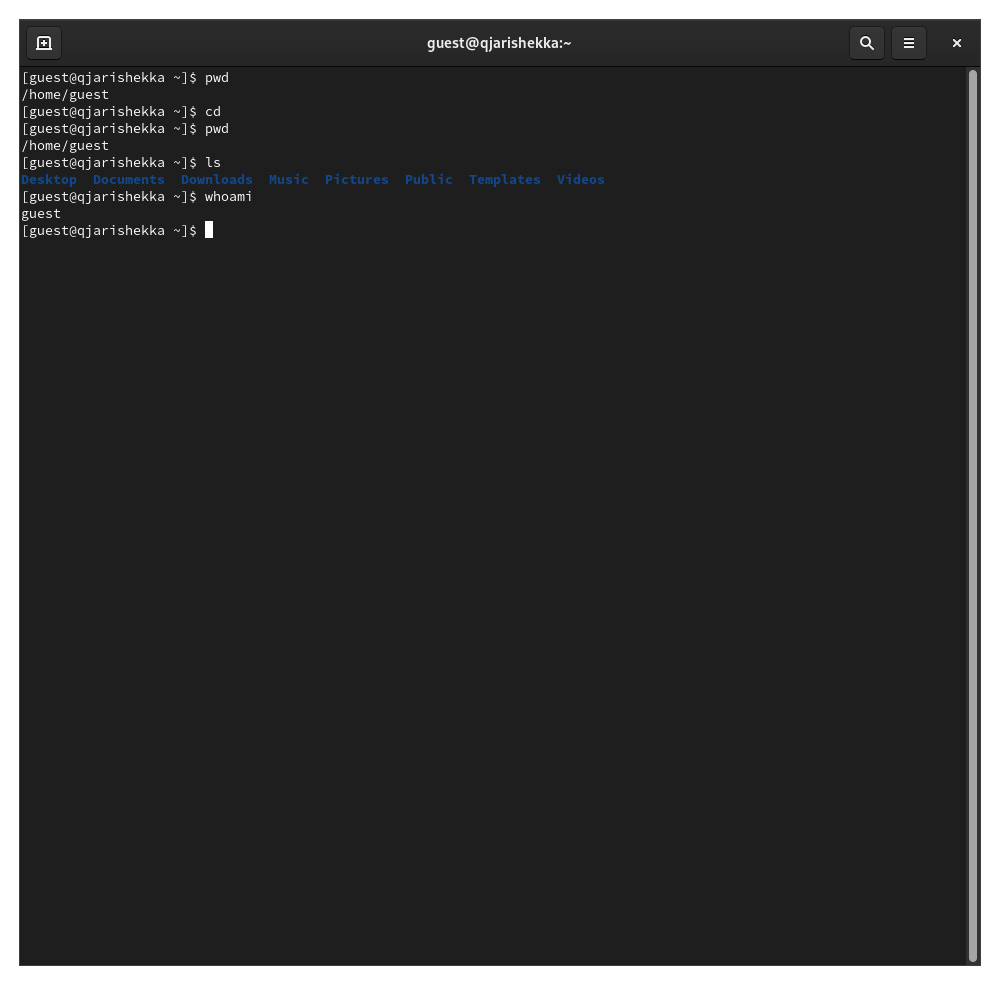 guest@qjarishekka:~
[guest@qjarishekka ~]$ pwd
/home/guest
[guest@qjarishekka ~]$ cd
[guest@qjarishekka ~]$ pwd
/home/guest
[guest@qjarishekka ~]$ ls
Desktop  Documents  Downloads  Music  Pictures  Public  Templates  Videos
[guest@qjarishekka ~]$ whoami
guest
[guest@qjarishekka ~]$